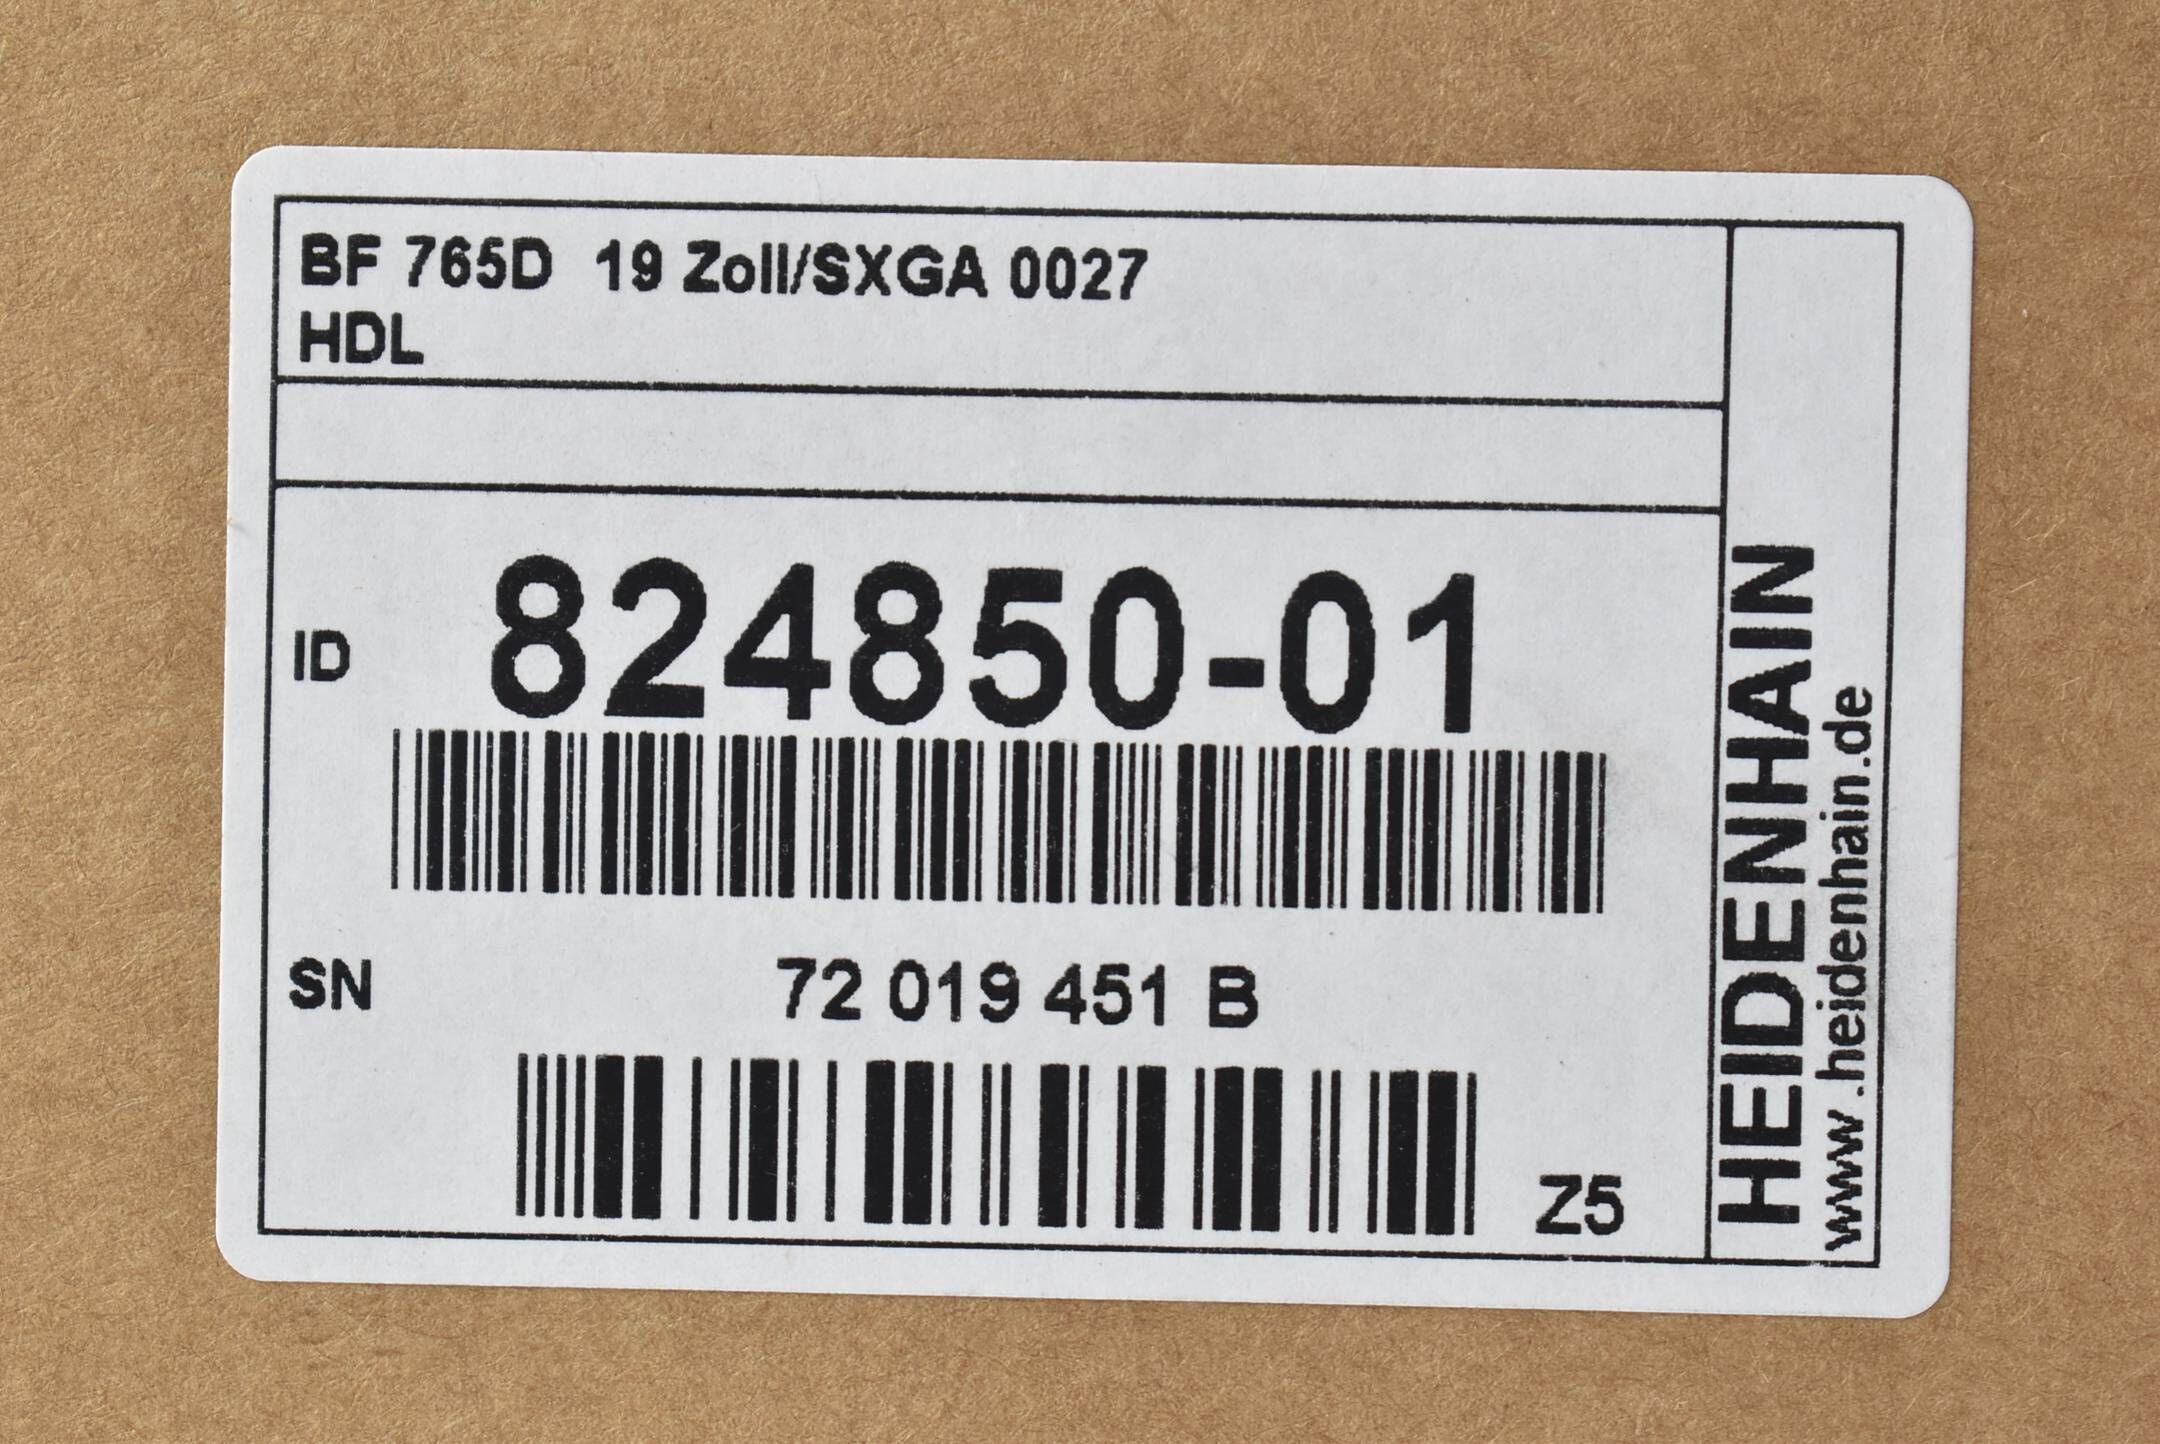 BF 765D  19 Zoll/SXGA 0027
HDL
ID 824850-01
SN 72 019 451 B
Z5
HEIDENHAIN
www.heidenhain.de